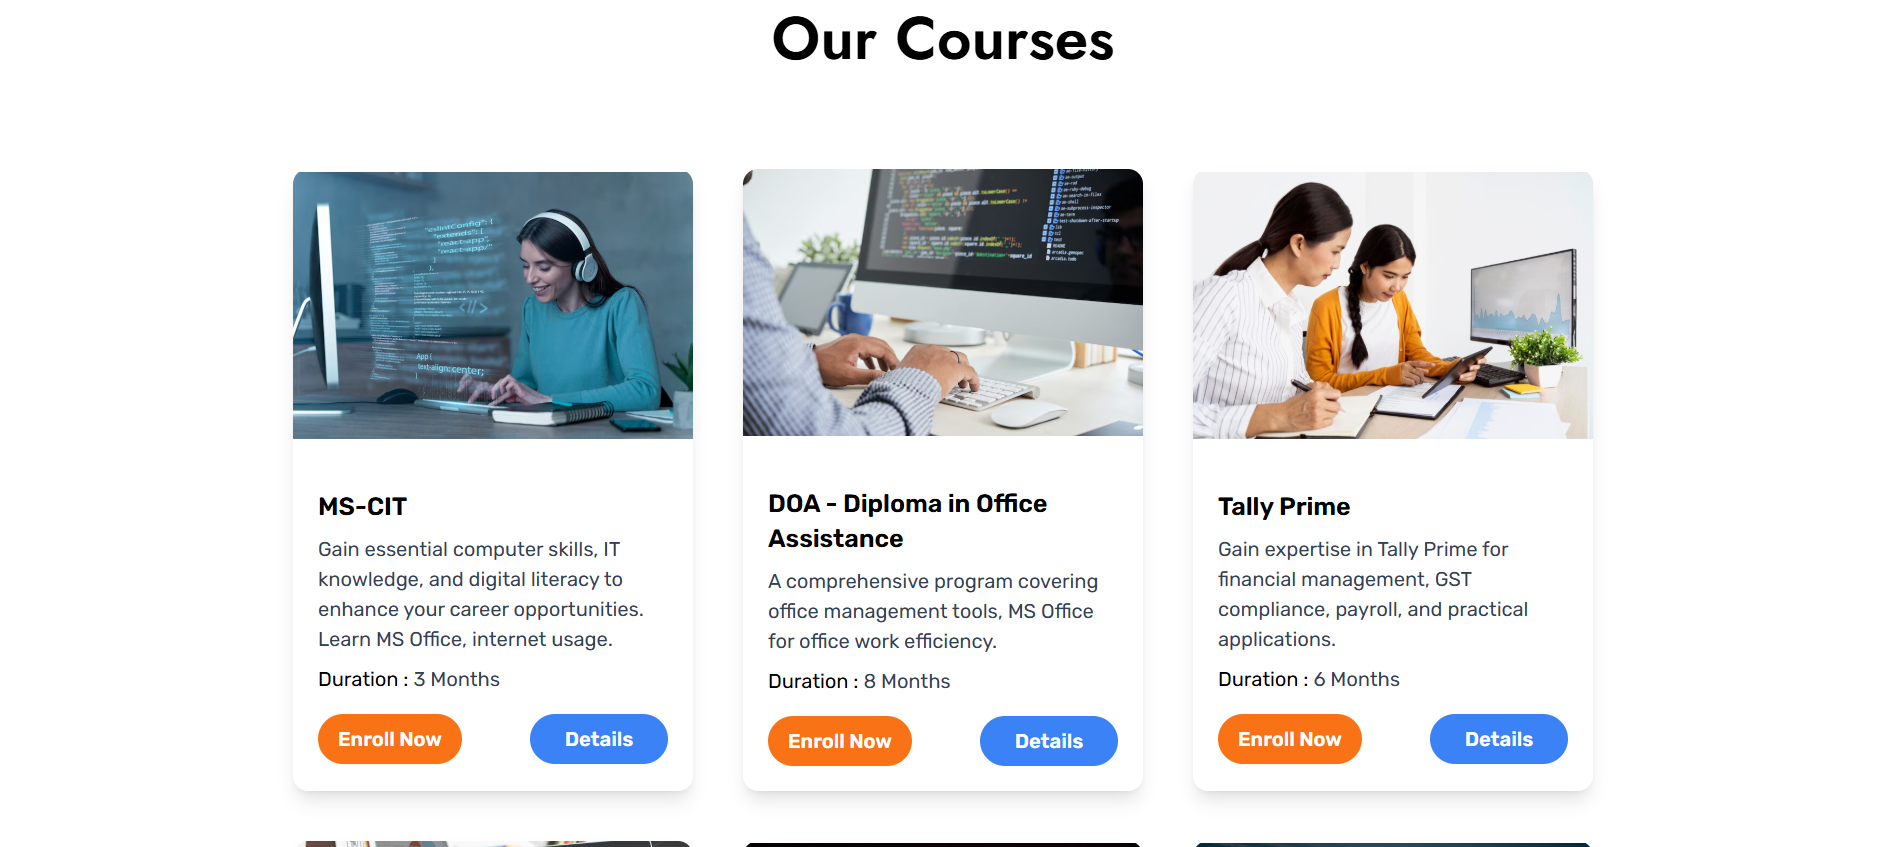 Our Courses
"eslintConfig": {
"extends": [
"react-app",
"react-app/"
]
},
</>
App {
text-align: center;
}
MS-CIT
Gain essential computer skills, IT
knowledge, and digital literacy to
enhance your career opportunities.
Learn MS Office, internet usage.
Duration : 3 Months
Enroll Now
Details
DOA - Diploma in Office
Assistance
A comprehensive program covering
office management tools, MS Office
for office work efficiency.
Duration : 8 Months
Enroll Now
Details
Tally Prime
Gain expertise in Tally Prime for
financial management, GST
compliance, payroll, and practical
applications.
Duration : 6 Months
Enroll Now
Details